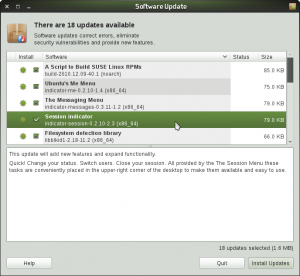 Software Update
There are 18 updates available
Software updates correct errors, eliminate
security vulnerabilities and provide new features.
Install Software Status Size
A Script to Build SUSE Linux RPMs
build-2010.12.09-40.1 (noarch) 85.0 KB
Ubuntu's Me Menu
indicator-me-0.2.10-1.4 (x86_64) 75.0 KB
The Messaging Menu
indicator-messages-0.3.11-1.2 (x86_64) 79.0 KB
Session indicator
indicator-session-0.2.10-2.3 (x86_64) 79.0 KB
Filesystem detection library
libblkid1-2.18-11.2 (x86_64) 66.0 KB
This update will add new features and expand functionality.
Quick! Change your status. Switch users. Close your session. All provided by the The Session Menu these
tasks are conveniently placed in the upper-right corner of the desktop to make them available and easy to use.
18 updates selected (1.6 MB)
Help Quit Install Updates